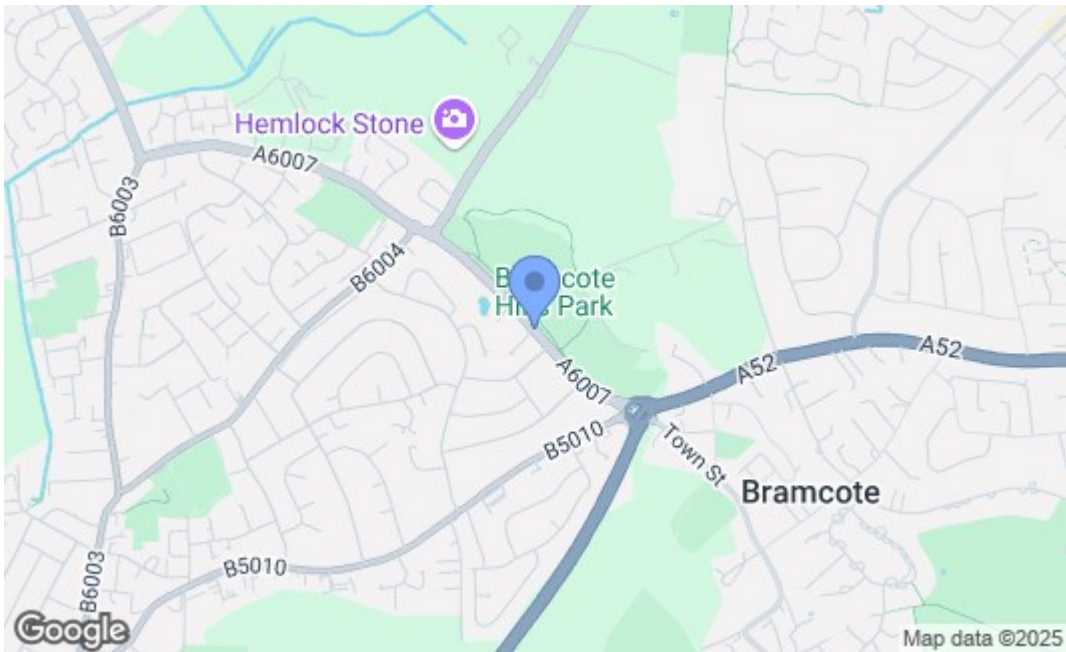 Hemlock Stone
A6007
B6003
B6004
Hills Park
A6007
A52
A52
B5010
Town St
Bramcote
B5010
B6003
Google
Map data ©2025